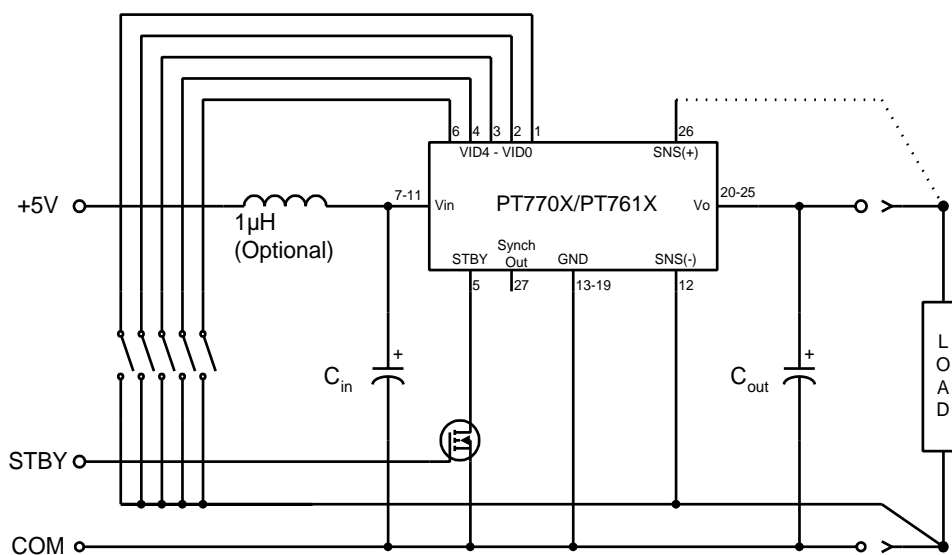 6 4 3 2 1
26
VID4 - VID0
SNS(+)
7-11
20-25
+5V
Vin
PT770X/PT761X
Vo
1µH
(Optional)
STBY
Synch
Out
GND
SNS(-)
5
27
13-19
12
+
+
C in
C out
L
O
A
D
STBY
COM